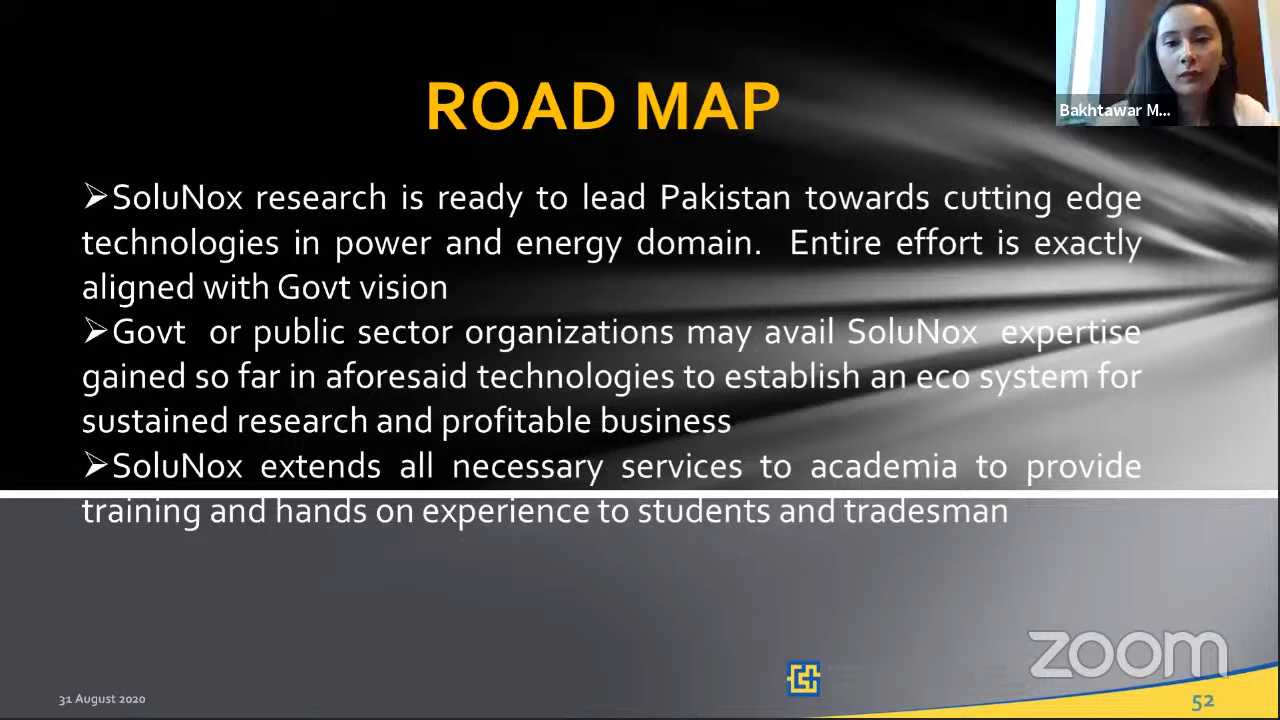 ROAD MAP
Bakhtawar M...
➢SoluNox research is ready to lead Pakistan towards cutting edge
technologies in power and energy domain.  Entire effort is exactly
aligned with Govt vision
➢Govt  or public sector organizations may avail SoluNox  expertise
gained so far in aforesaid technologies to establish an eco system for
sustained research and profitable business
➢SoluNox extends all necessary services to academia to provide
training and hands on experience to students and tradesman
zoom
31 August 2020
52